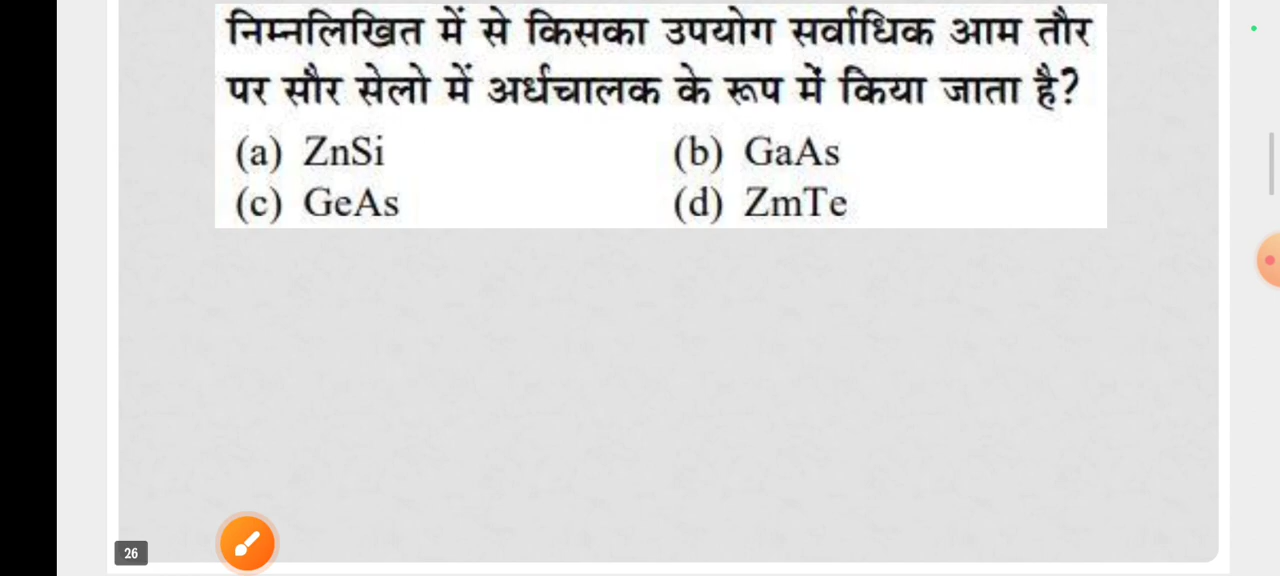 निम्नलिखित में से किसका उपयोग सर्वाधिक आम तौर
पर सौर सेलो में अर्धचालक के रूप में किया जाता है?
(a) ZnSi (b) GaAs
(c) GeAs (d) ZmTe
26